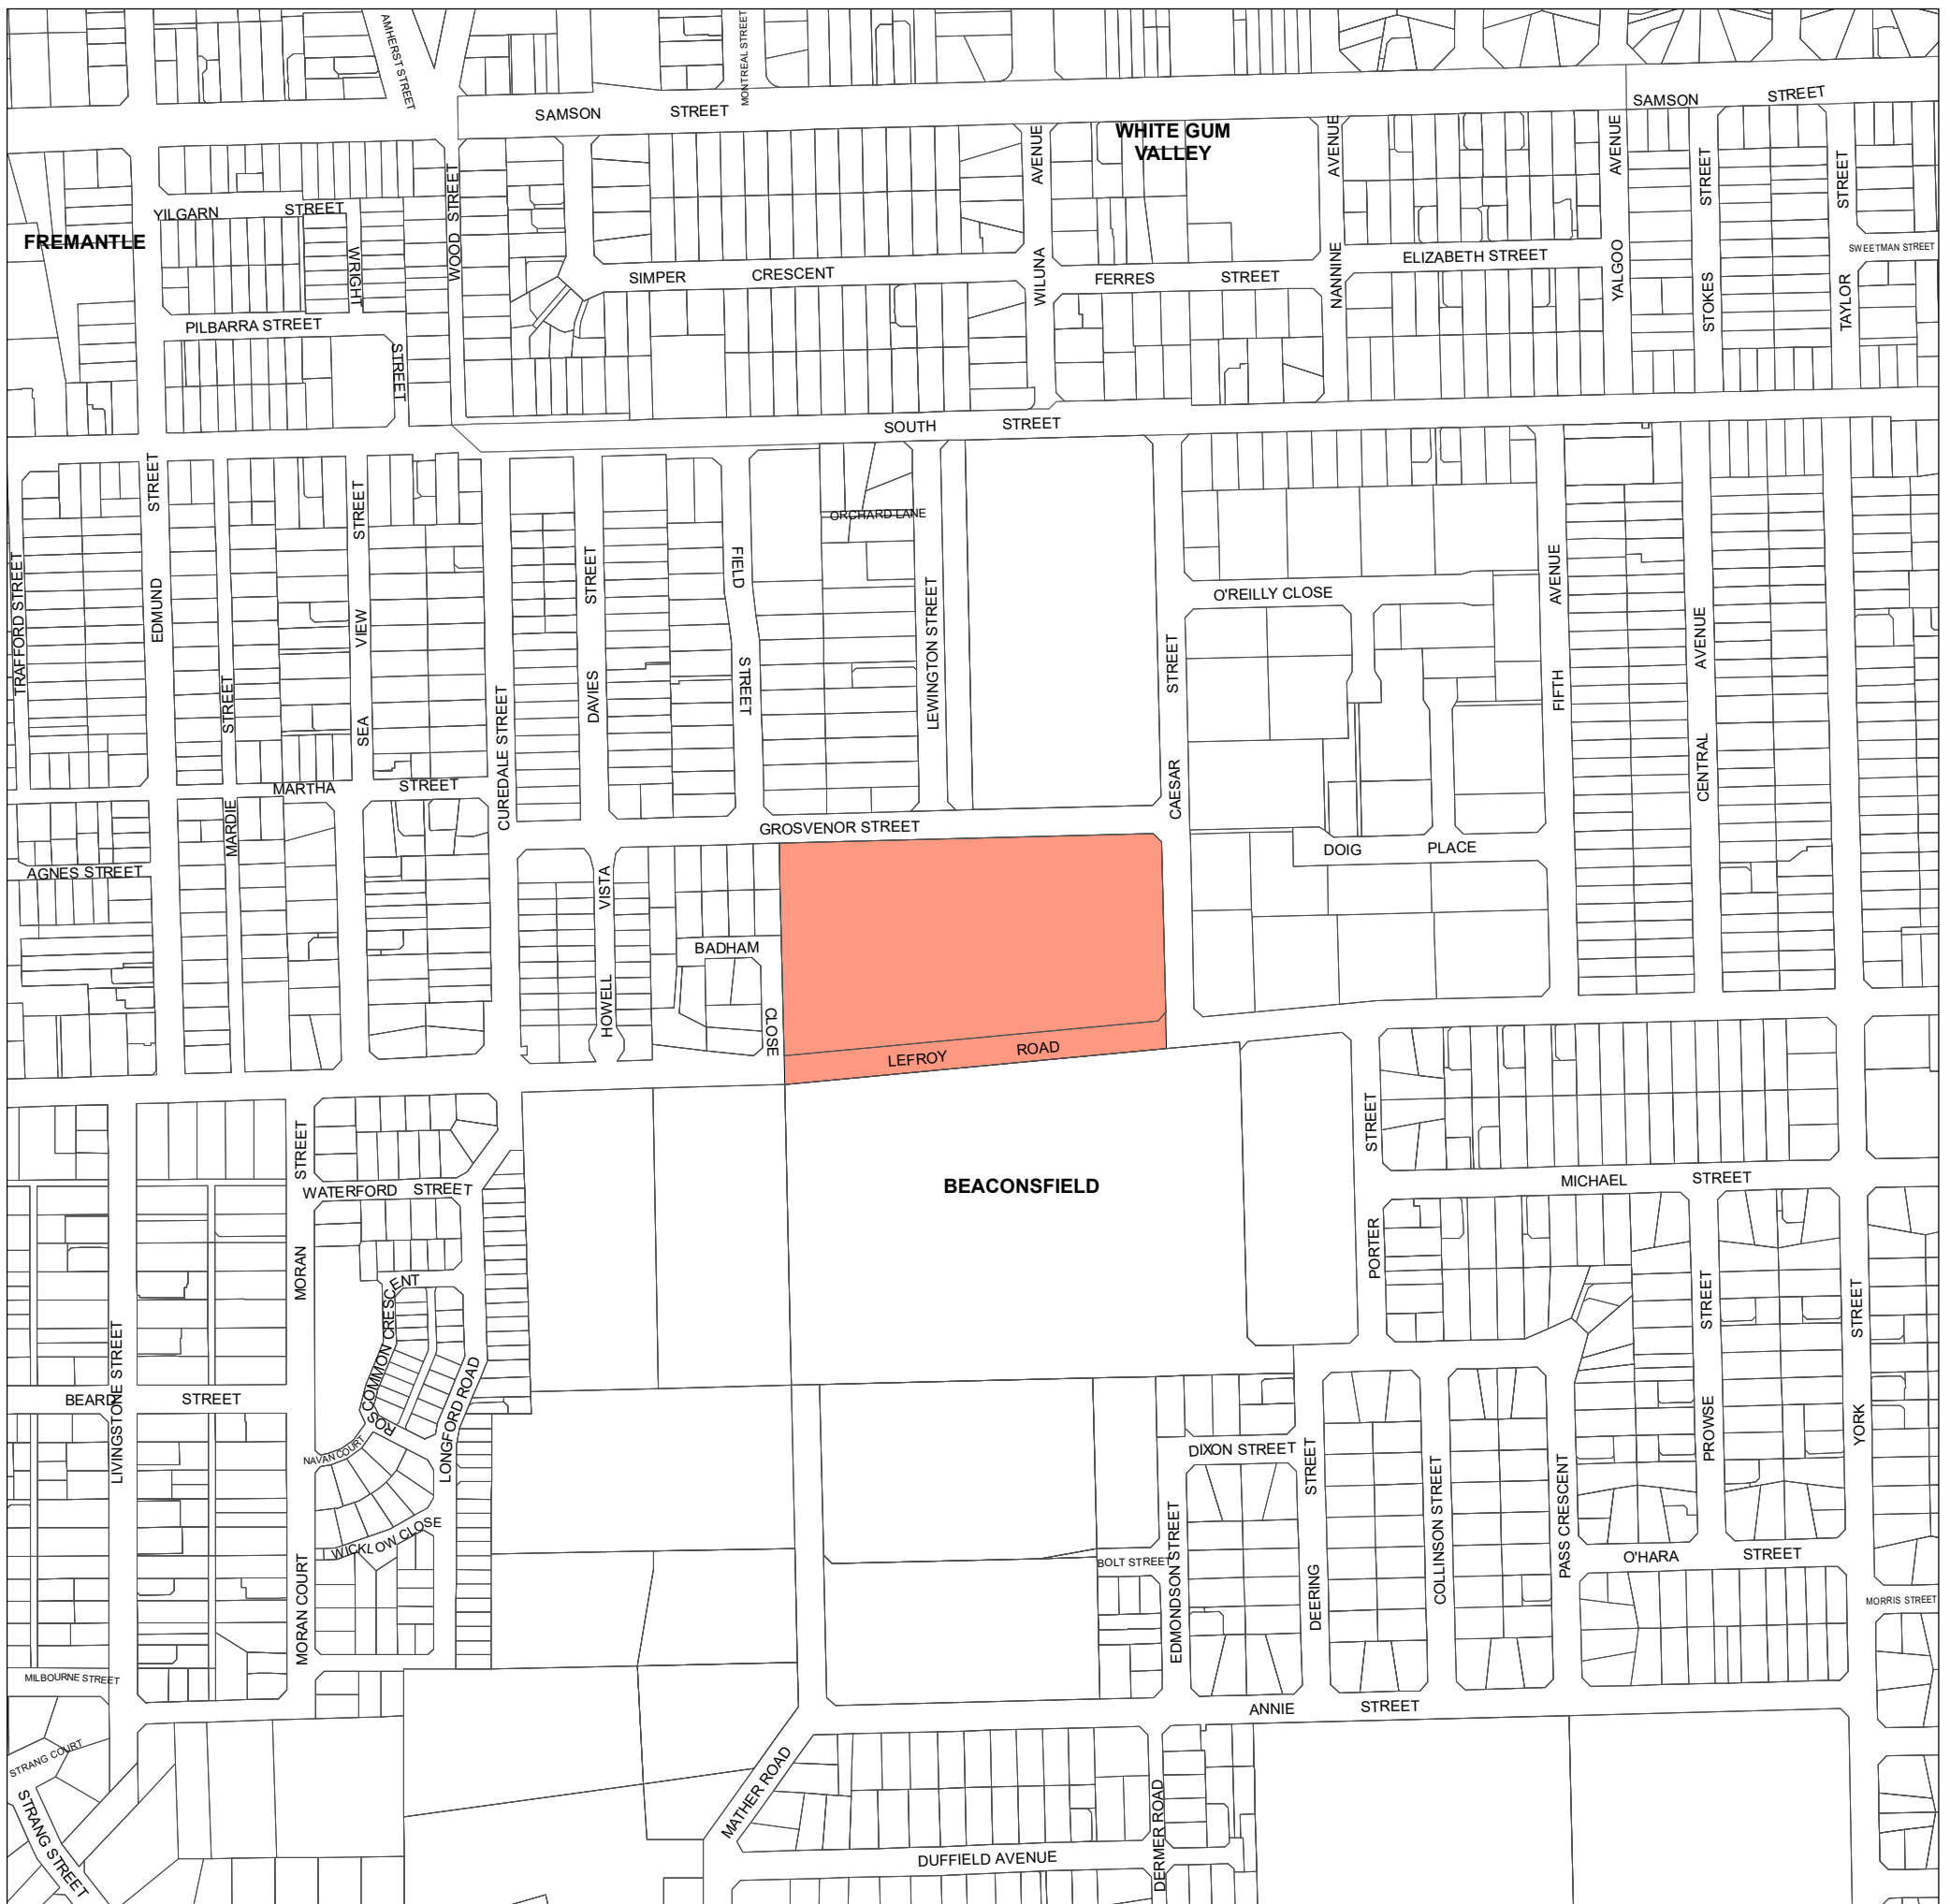 AMHERST STREET
MONTREAL STREET
SAMSON STREET
SAMSON STREET
WHITE GUM
VALLEY
WOOD STREET
WILUNA AVENUE
NANNINE AVENUE
YALGOO AVENUE
STOKES STREET
TAYLOR STREET
YILGARN STREET
FREMANTLE
WRIGHT STREET
SWEETMAN STREET
ELIZABETH STREET
SIMPER CRESCENT
FERRES STREET
PILBARRA STREET
SOUTH STREET
TRAFFORD STREET
EDMUND STREET
MARDIE STREET
SEA VIEW STREET
CUREDALE STREET
DAVIES STREET
FIELD STREET
ORCHARD LANE
LEWINGTON STREET
CAESAR STREET
O'REILLY CLOSE
FIFTH AVENUE
CENTRAL AVENUE
MARTHA STREET
GROSVENOR STREET
DOIG PLACE
AGNES STREET
HOWELL VISTA
BADHAM CLOSE
LEFROY ROAD
PORTER STREET
MORAN STREET
WATERFORD STREET
BEACONSFIELD
MICHAEL STREET
COMMON CRESCENT
LIVINGSTONE STREET
BEARD STREET
LONGFORD ROAD
ROS
NAVAN COURT
WICKLOW CLOSE
MORAN COURT
PROWSE STREET
YORK STREET
DIXON STREET
DEERING STREET
COLLINSON STREET
PASS CRESCENT
EDMONDSON STREET
BOLT STREET
O'HARA STREET
MORRIS STREET
MILBOURNE STREET
ANNIE STREET
STRANG COURT
STRANG STREET
MATHER ROAD
DERMER ROAD
DUFFIELD AVENUE